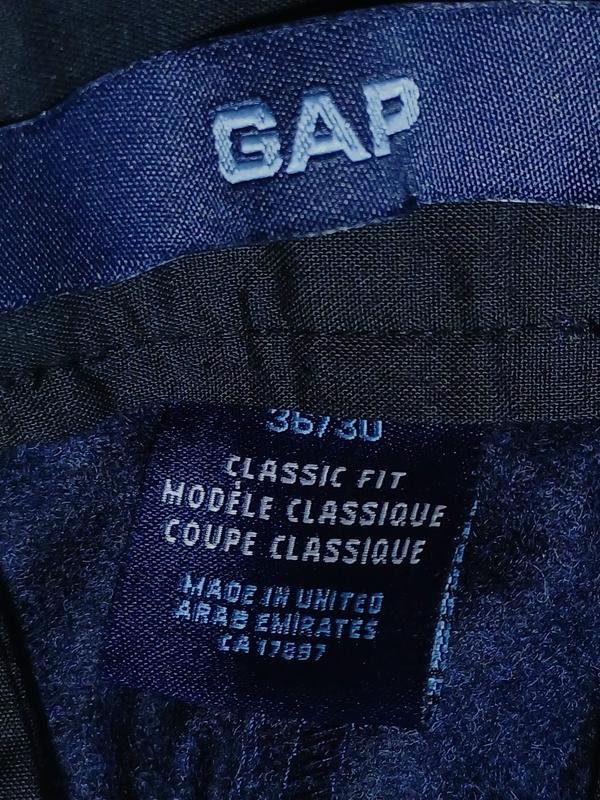 GAP
36/30
CLASSIC FIT
MODÈLE CLASSIQUE
COUPE CLASSIQUE
MADE IN UNITED
ARAB EMIRATES
CA 17897